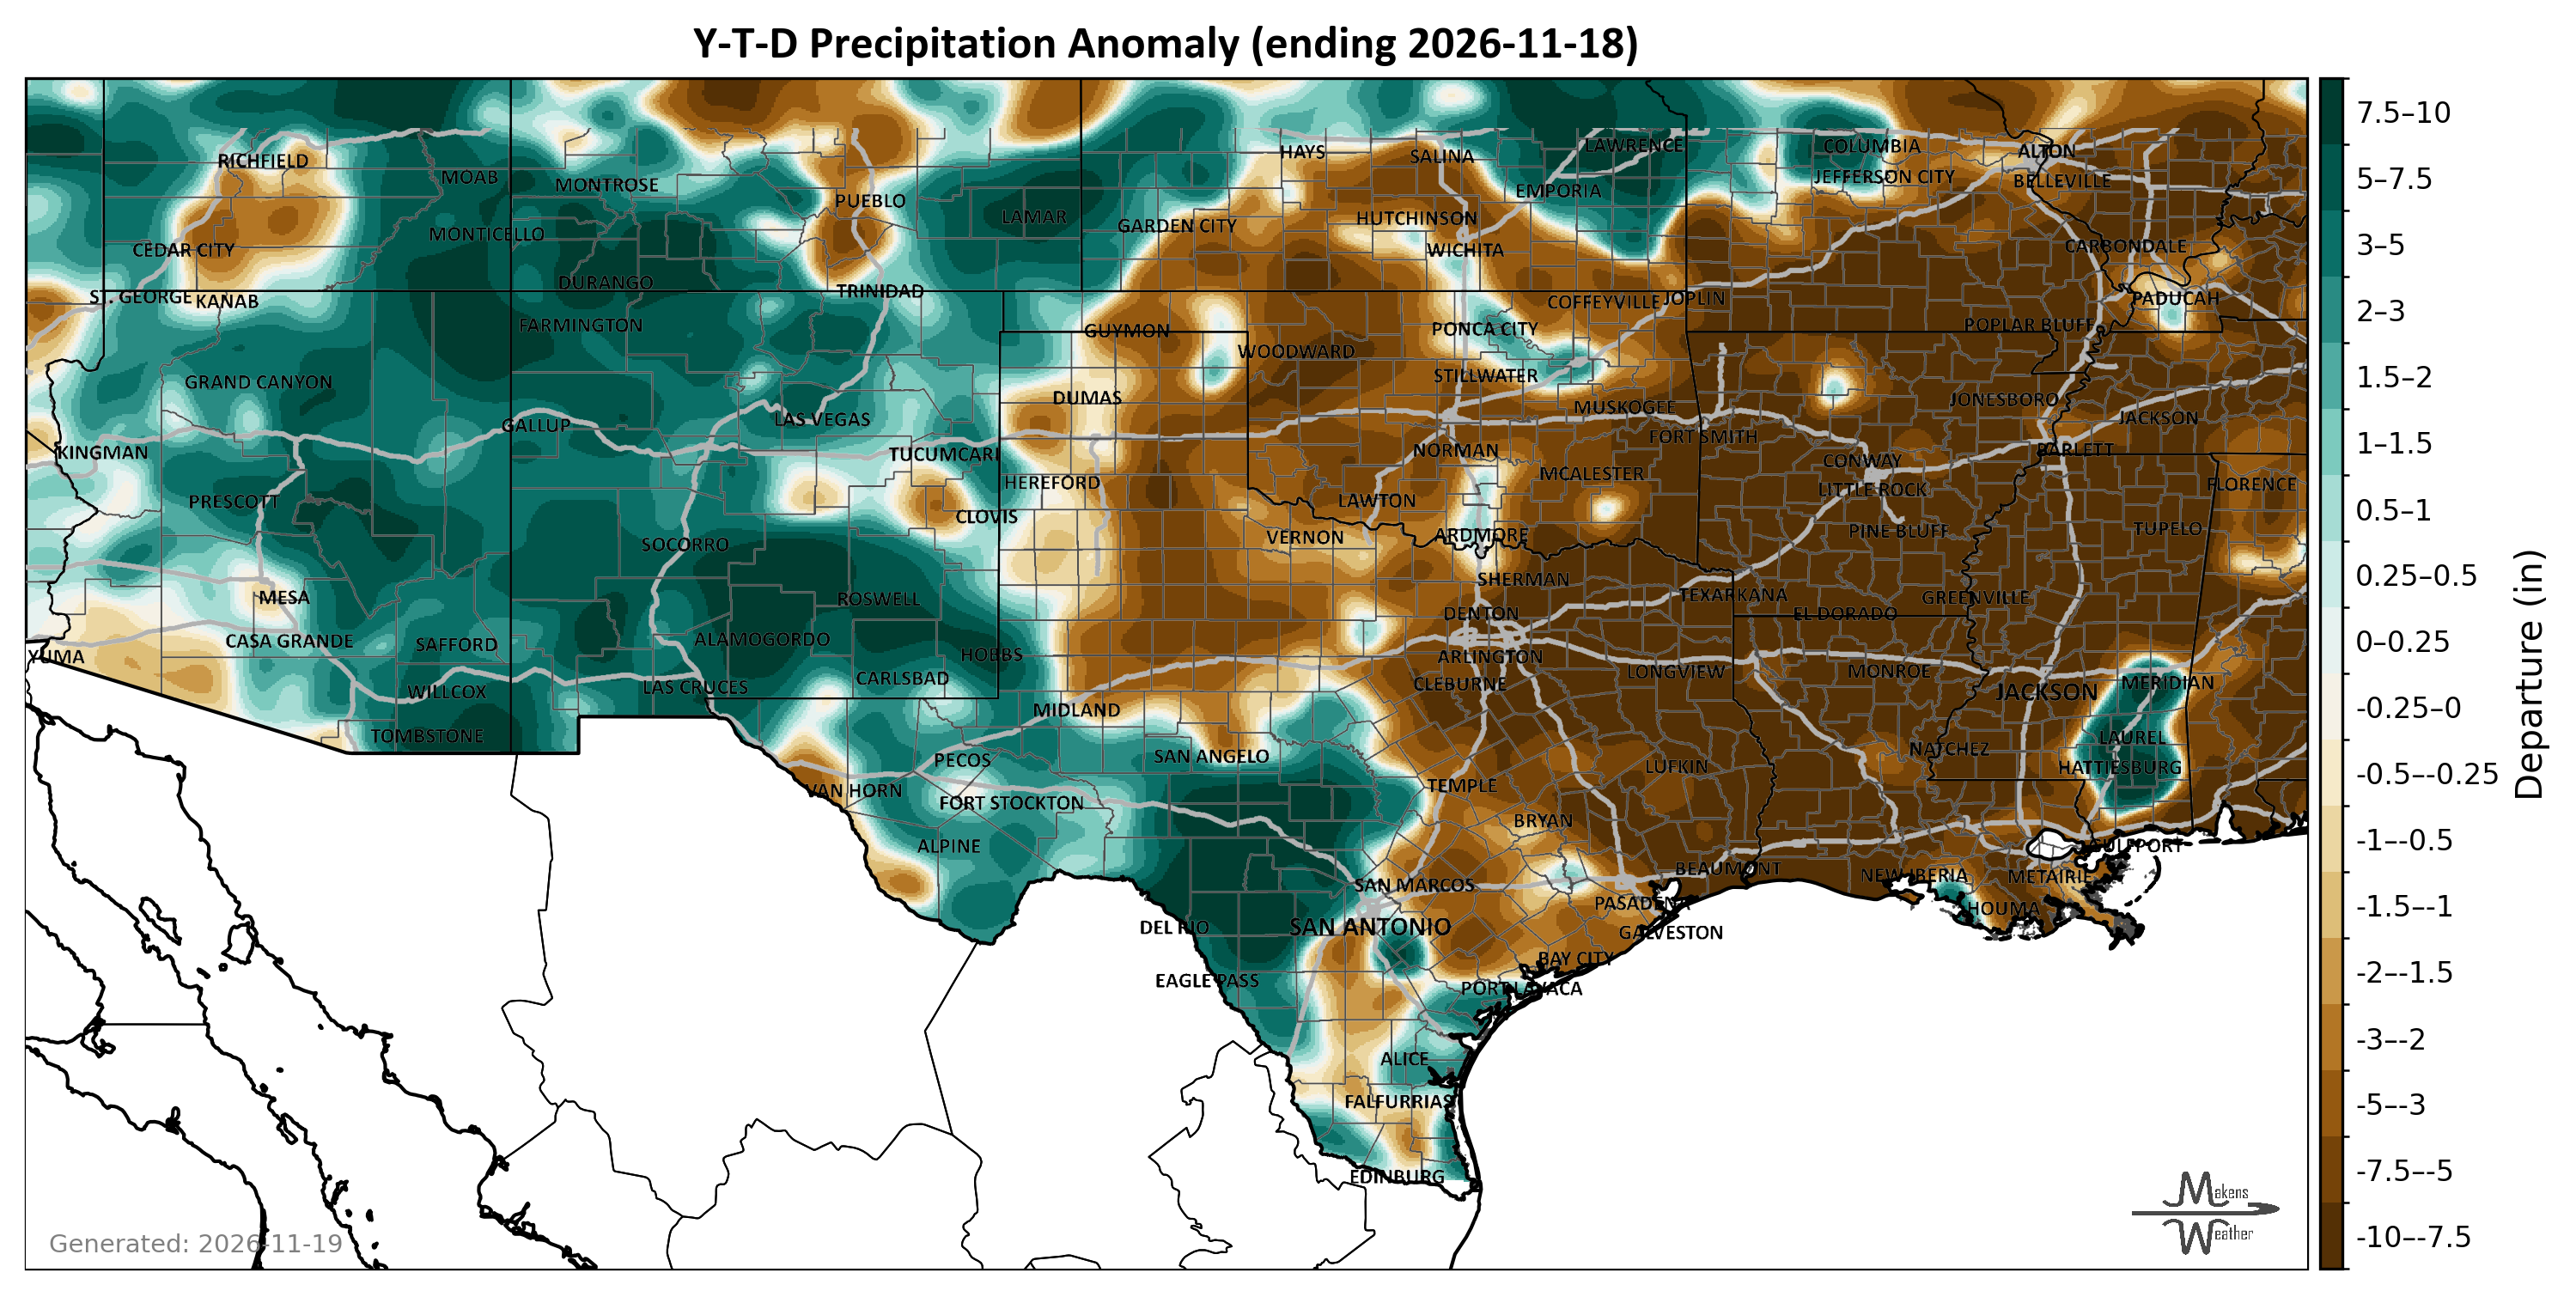 Y-T-D Precipitation Anomaly (ending 2026-11-18)
RICHFIELD
MOAB
MONTROSE
PUEBLO
LAMAR
HAYS
SALINA
LAWRENCE
EMPORIA
COLUMBIA
JEFFERSON CITY
ALTON
BELLEVILLE
CEDAR CITY
MONTICELLO
GARDEN CITY
HUTCHINSON
WICHITA
CARBONDALE
DURANGO
TRINIDAD
ST. GEORGE
KANAB
COFFEYVILLE
JOPLIN
PADUCAH
FARMINGTON
GUYMON
PONCA CITY
POPLAR BLUFF
WOODWARD
STILLWATER
GRAND CANYON
DUMAS
MUSKOGEE
JONESBORO
JACKSON
GALLUP
LAS VEGAS
KINGMAN
TUCUMCARI
NORMAN
FORT SMITH
BARLETT
PRESCOTT
HEREFORD
MCALESTER
CONWAY
LITTLE ROCK
FLORENCE
CLOVIS
LAWTON
SOCORRO
VERNON
ARDMORE
PINE BLUFF
TUPELO
MESA
ROSWELL
SHERMAN
TEXARKANA
GREENVILLE
DENTON
EL DORADO
CASA GRANDE
SAFFORD
ALAMOGORDO
YUMA
HOBBS
ARLINGTON
LONGVIEW
MONROE
WILLCOX
LAS CRUCES
CARLSBAD
CLEBURNE
JACKSON
MERIDIAN
TOMBSTONE
MIDLAND
LAUREL
PECOS
SAN ANGELO
LUFKIN
NATCHEZ
HATTIESBURG
VAN HORN
FORT STOCKTON
TEMPLE
BRYAN
ALPINE
GULFPORT
SAN MARCOS
BEAUMONT
NEW IBERIA
METAIRIE
PASADENA
HOUMA
DEL RIO
SAN ANTONIO
GALVESTON
BAY CITY
EAGLE PASS
PORT LAVACA
ALICE
FALFURRIAS
EDINBURG
Generated: 2026-11-19
Makens
Weather
7.5–10
5–7.5
3–5
2–3
1.5–2
1–1.5
0.5–1
0.25–0.5
0–0.25
-0.25–0
-0.5–-0.25
-1–-0.5
-1.5–-1
-2–-1.5
-3–-2
-5–-3
-7.5–-5
-10–-7.5
Departure (in)